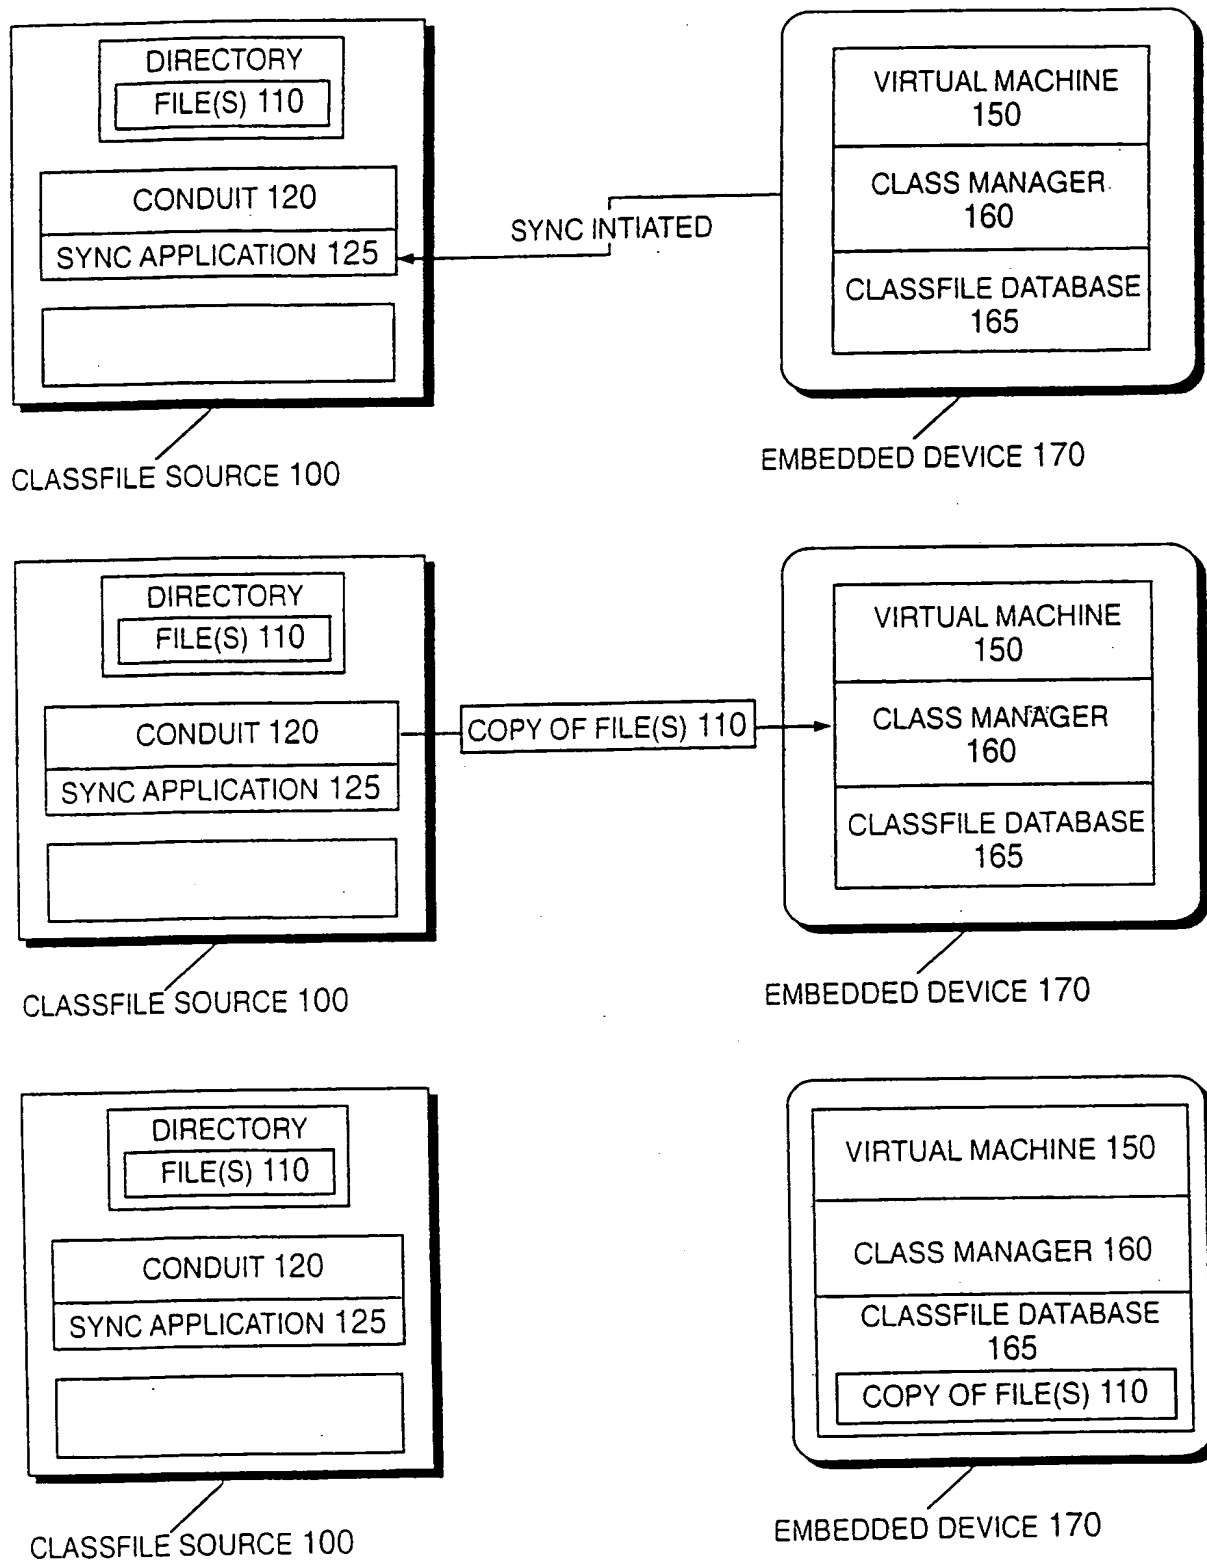 DIRECTORY
FILE(S) 110
CONDUIT 120
SYNC APPLICATION 125
CLASSFILE SOURCE 100
SYNC INTIATED
VIRTUAL MACHINE
150
CLASS MANAGER
160
CLASSFILE DATABASE
165
EMBEDDED DEVICE 170
DIRECTORY
FILE(S) 110
CONDUIT 120
SYNC APPLICATION 125
CLASSFILE SOURCE 100
COPY OF FILE(S) 110
VIRTUAL MACHINE
150
CLASS MANAGER
160
CLASSFILE DATABASE
165
EMBEDDED DEVICE 170
DIRECTORY
FILE(S) 110
CONDUIT 120
SYNC APPLICATION 125
CLASSFILE SOURCE 100
VIRTUAL MACHINE 150
CLASS MANAGER 160
CLASSFILE DATABASE
165
COPY OF FILE(S) 110
EMBEDDED DEVICE 170